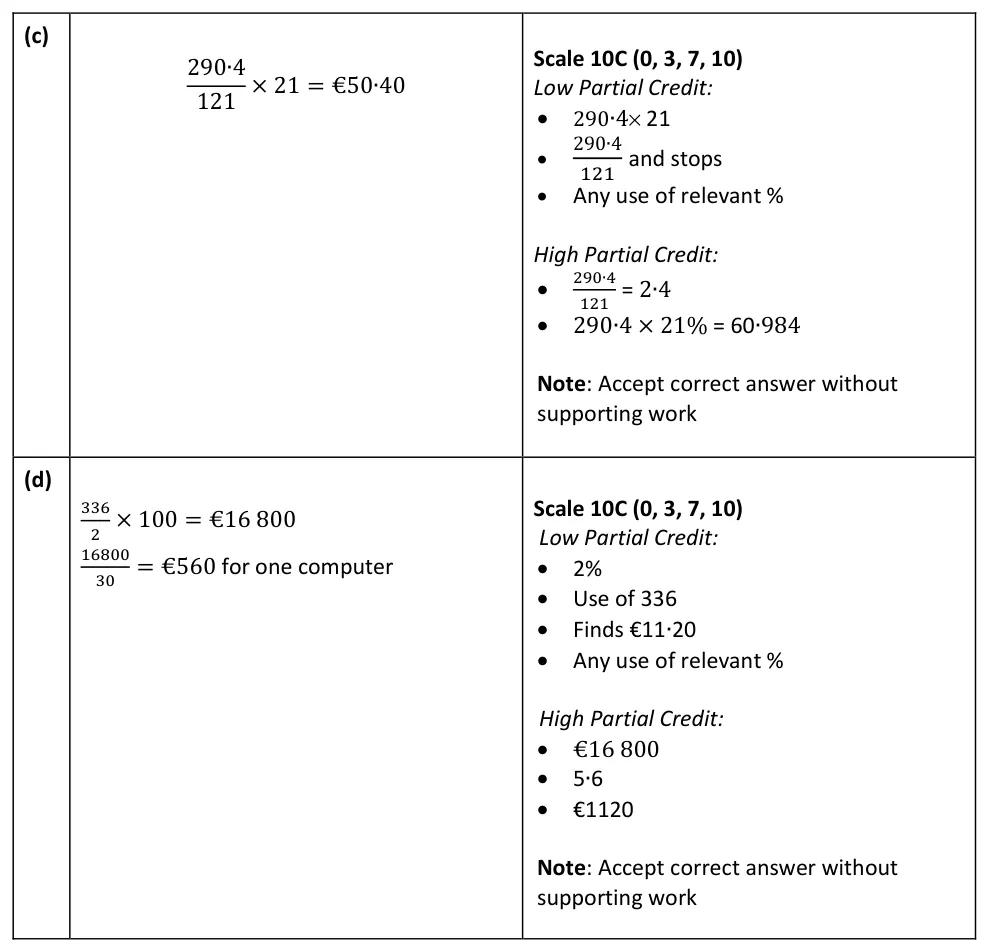 (c)
290·4/121 × 21 = €50·40
Scale 10C (0, 3, 7, 10)
Low Partial Credit:
• 290·4× 21
• 290·4/121 and stops
• Any use of relevant %
High Partial Credit:
• 290·4/121 = 2·4
• 290·4 × 21% = 60·984
Note: Accept correct answer without
supporting work
(d)
336/2 × 100 = €16 800
16800/30 = €560 for one computer
Scale 10C (0, 3, 7, 10)
Low Partial Credit:
• 2%
• Use of 336
• Finds €11·20
• Any use of relevant %
High Partial Credit:
• €16 800
• 5·6
• €1120
Note: Accept correct answer without
supporting work